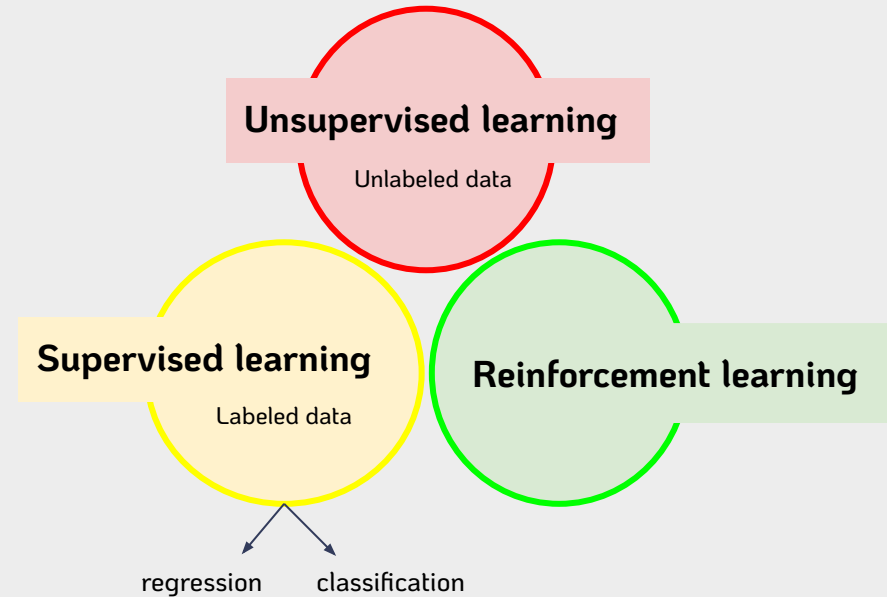 Unsupervised learning
Unlabeled data
Supervised learning
Labeled data
Reinforcement learning
regression
classification